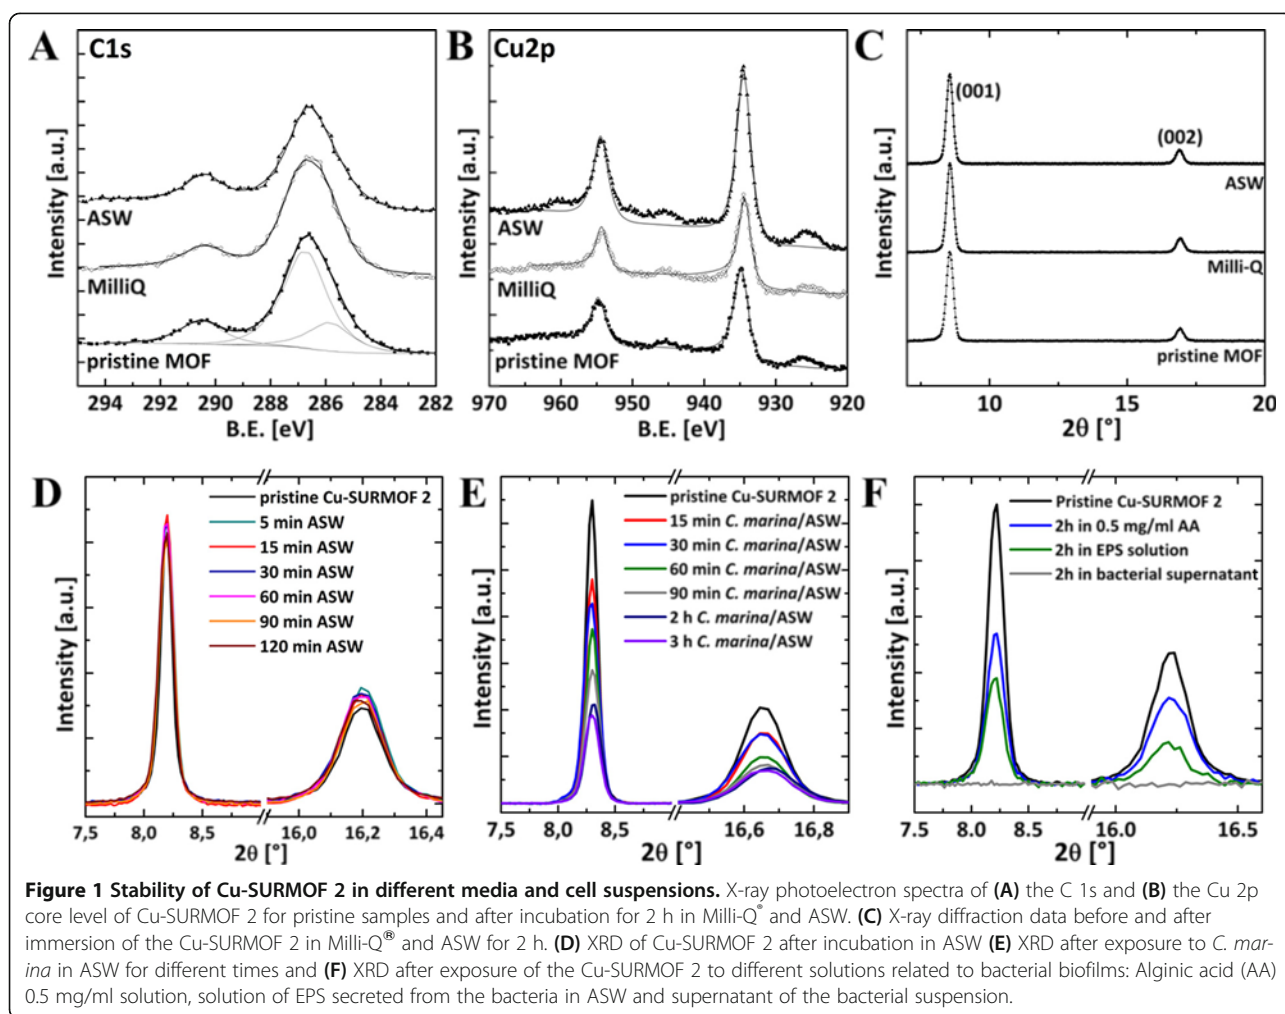 A C1s
Intensity [a.u.]
ASW
MilliQ
pristine MOF
294 292 290 288 286 284 282
B.E. [eV]
B Cu2p
Intensity [a.u.]
ASW
MilliQ
pristine MOF
970 960 950 940 930 920
B.E. [eV]
C
Intensity [a.u.]
(001)
(002)
ASW
Milli-Q
pristine MOF
10 15 20
2θ [°]
D
Intensity [a.u.]
pristine Cu-SURMOF 2
5 min ASW
15 min ASW
30 min ASW
60 min ASW
90 min ASW
120 min ASW
7,5 8,0 8,5 16,0 16,2 16,4
2θ [°]
E
Intensity [a.u.]
pristine Cu-SURMOF 2
15 min C. marina/ASW
30 min C. marina/ASW
60 min C. marina/ASW
90 min C. marina/ASW
2 h C. marina/ASW
3 h C. marina/ASW
7,5 8,0 8,5 16,6 16,8
2θ [°]
F
Intensity [a.u.]
Pristine Cu-SURMOF 2
2h in 0.5 mg/ml AA
2h in EPS solution
2h in bacterial supernatant
7.5 8.0 8.5 16.0 16.5
2θ [°]
Figure 1 Stability of Cu-SURMOF 2 in different media and cell suspensions. X-ray photoelectron spectra of (A) the C 1s and (B) the Cu 2p
core level of Cu-SURMOF 2 for pristine samples and after incubation for 2 h in Milli-Q® and ASW. (C) X-ray diffraction data before and after
immersion of the Cu-SURMOF 2 in Milli-Q® and ASW for 2 h. (D) XRD of Cu-SURMOF 2 after incubation in ASW (E) XRD after exposure to C. mar-
ina in ASW for different times and (F) XRD after exposure of the Cu-SURMOF 2 to different solutions related to bacterial biofilms: Alginic acid (AA)
0.5 mg/ml solution, solution of EPS secreted from the bacteria in ASW and supernatant of the bacterial suspension.